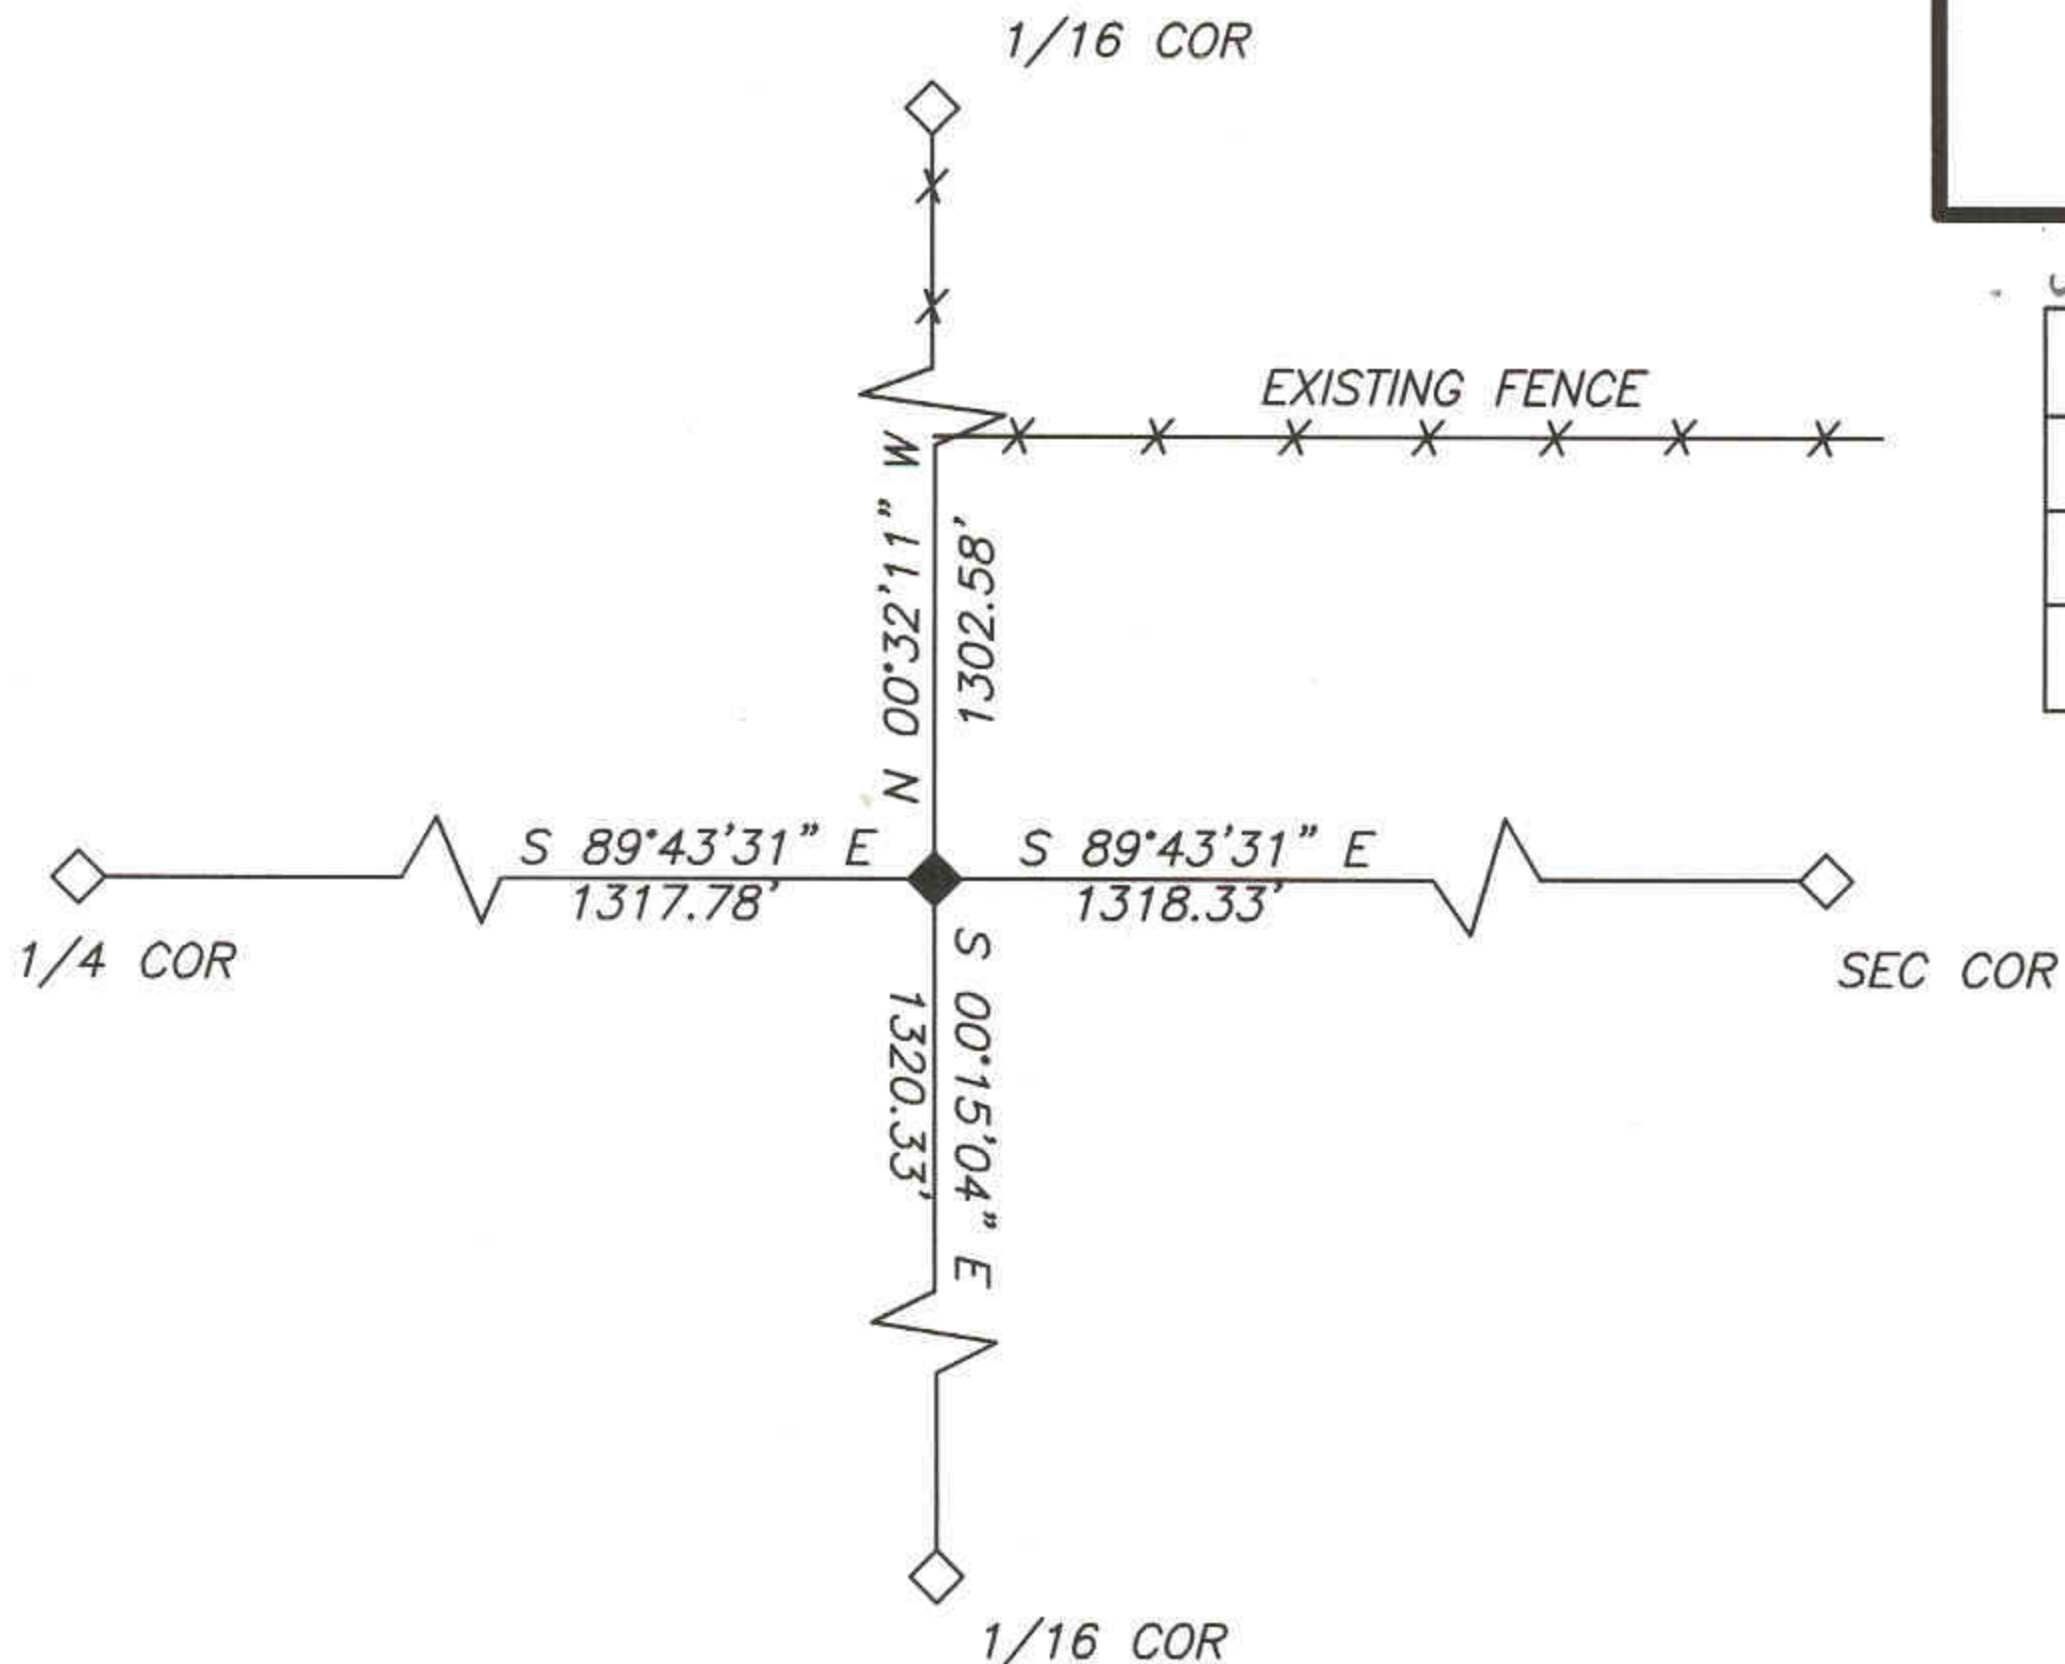 1/16 COR
EXISTING FENCE
N 00°32'11" W
1302.58'
S 89°43'31" E
1317.78'
S 89°43'31" E
1318.33'
1/4 COR
SEC COR
S 00°15'04" E
1320.33'
1/16 COR